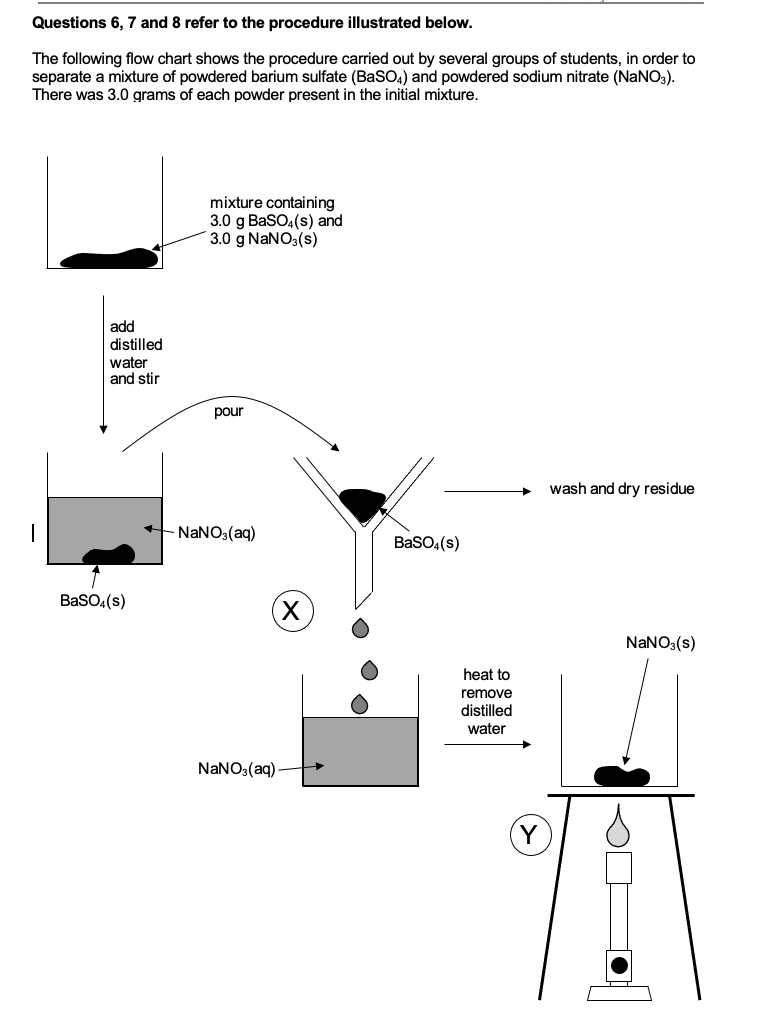 Questions 6, 7 and 8 refer to the procedure illustrated below.
The following flow chart shows the procedure carried out by several groups of students, in order to
separate a mixture of powdered barium sulfate (BaSO₄) and powdered sodium nitrate (NaNO₃).
There was 3.0 grams of each powder present in the initial mixture.
mixture containing
3.0 g BaSO₄(s) and
3.0 g NaNO₃(s)
add
distilled
water
and stir
pour
wash and dry residue
NaNO₃(aq)
BaSO₄(s)
BaSO₄(s)
X
NaNO₃(s)
heat to
remove
distilled
water
NaNO₃(aq)
Y